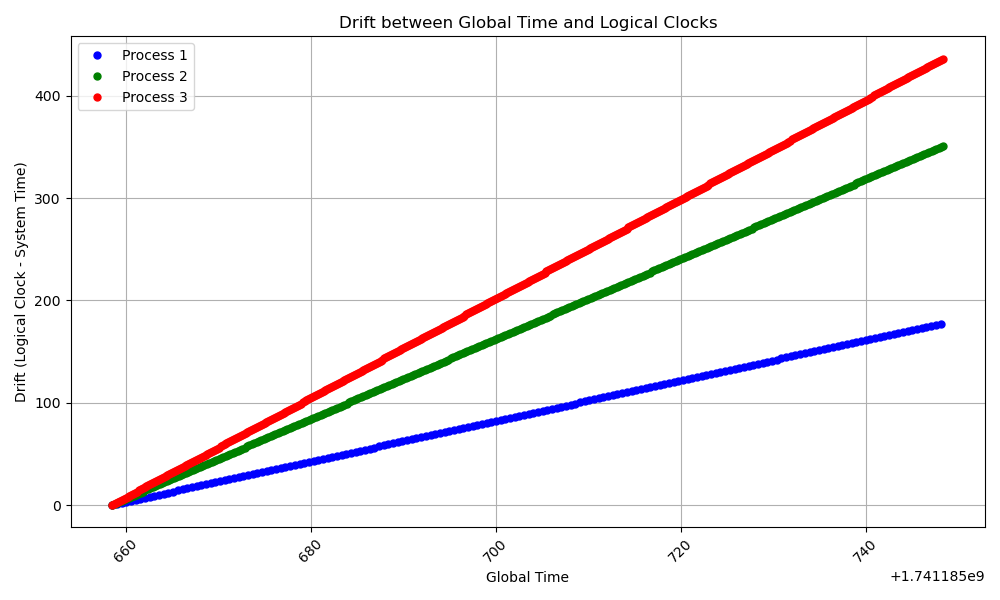 Drift between Global Time and Logical Clocks
Process 1
Process 2
Process 3
Drift (Logical Clock - System Time)
400
300
200
100
0
660
680
700
720
740
Global Time
+1.741185e9